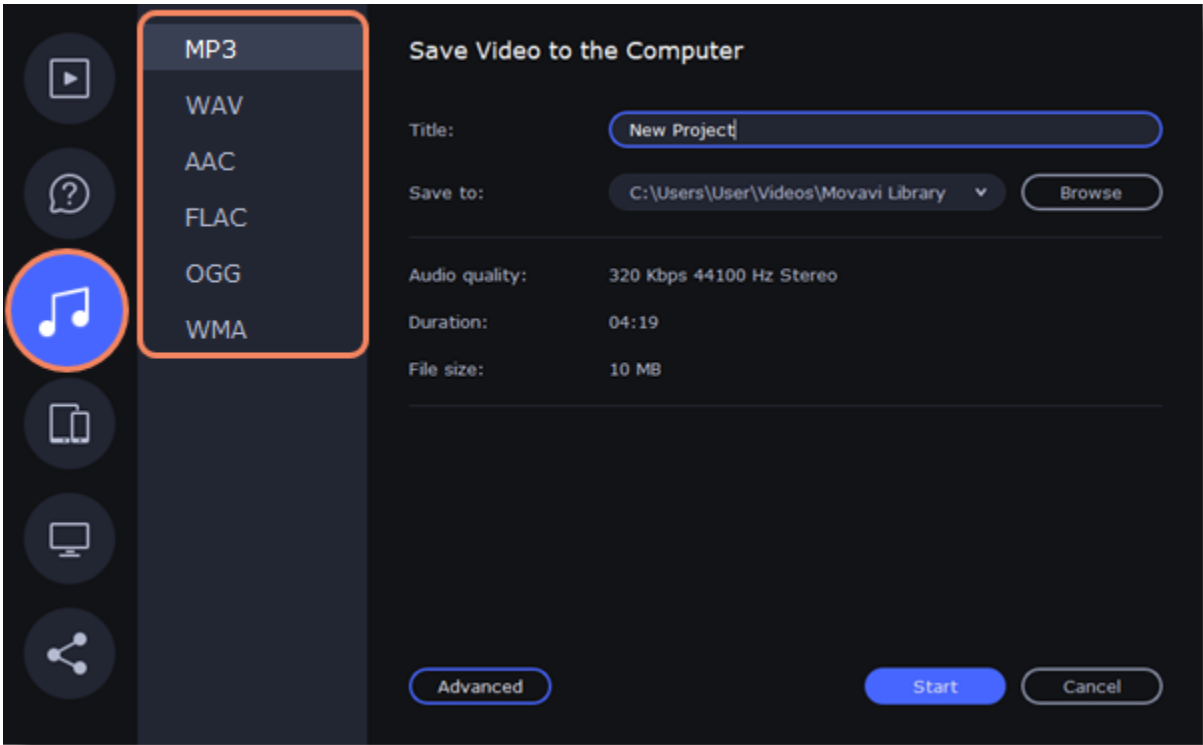 MP3
WAV
AAC
FLAC
OGG
WMA
Save Video to the Computer
Title: New Project
Save to: C:\Users\User\Videos\Movavi Library Browse
Audio quality: 320 Kbps 44100 Hz Stereo
Duration: 04:19
File size: 10 MB
Advanced Start Cancel